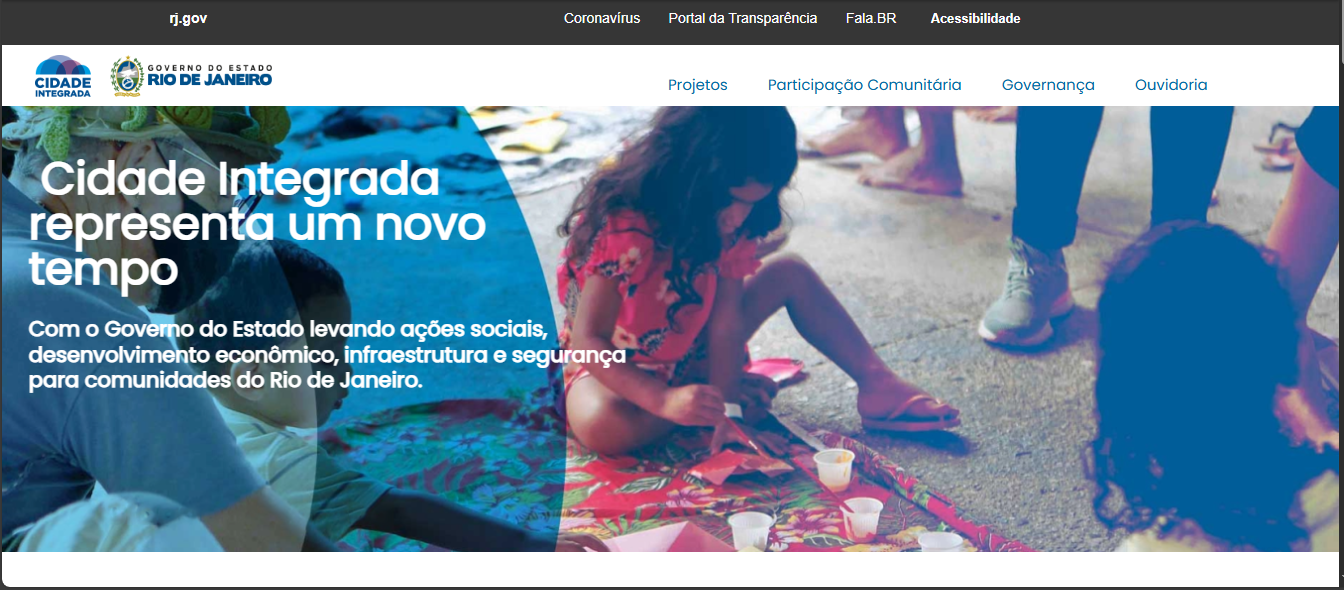 rj.gov
Coronavírus
Portal da Transparência
Fala.BR
Acessibilidade
CIDADE
INTEGRADA
GOVERNO DO ESTADO
RIO DE JANEIRO
Projetos
Participação Comunitária
Governança
Ouvidoria
Cidade Integrada
representa um novo
tempo
Com o Governo do Estado levando ações sociais,
desenvolvimento econômico, infraestrutura e segurança
para comunidades do Rio de Janeiro.